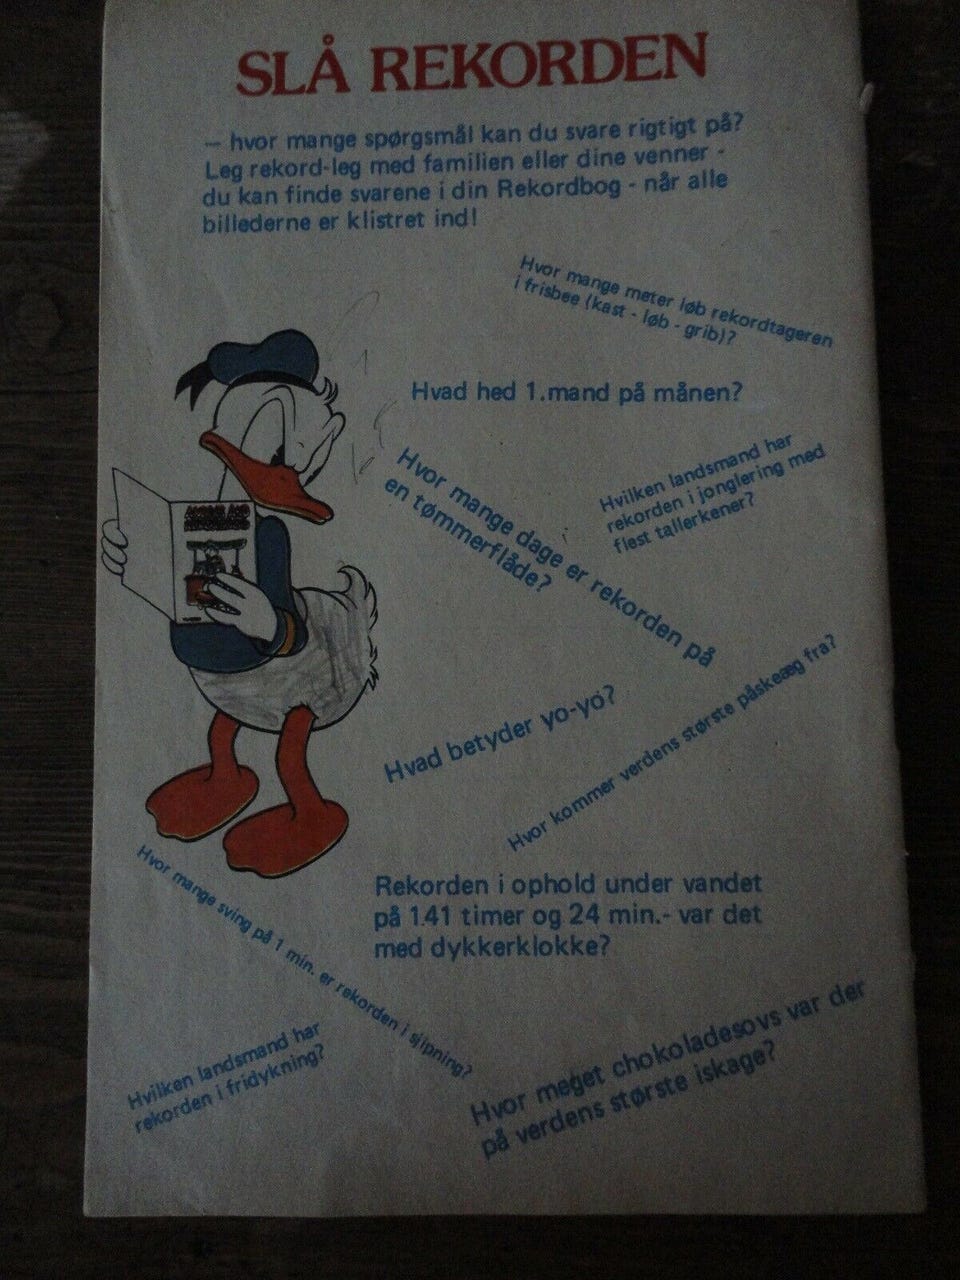 SLÅ REKORDEN
– hvor mange spørgsmål kan du svare rigtigt på?
Leg rekord-leg med familien eller dine venner -
du kan finde svarene i din Rekordbog - når alle
billederne er klistret ind!
Hvor mange meter løb rekordtageren
i frisbee (kast - løb - grib)?
Hvad hed 1.mand på månen?
Hvilken landsmand har
rekorden i jonglering med
flest tallerkener?
Hvor mange dage er rekorden på
en tømmerflåde?
Hvad betyder yo-yo?
Hvor kommer verdens største påskeæg fra?
Rekorden i ophold under vandet
på 141 timer og 24 min.- var det
med dykkerklokke?
Hvor mange sving på 1 min. er rekorden i sjipning?
Hvilken landsmand har
rekorden i fridykning?
Hvor meget chokoladesovs var der
på verdens største iskage?